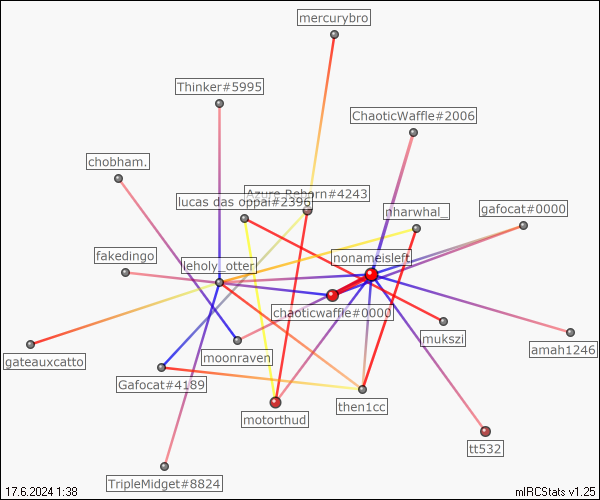 mercurybro
Thinker#5995
ChaoticWaffle#2006
chobham.
Azure Reborn#4243
lucas das oppai#2396
nharwhal_
gafocat#0000
fakedingo
leholy_otter
nonameisleft
chaoticwaffle#0000
mukszi
amah1246
gateauxcatto
moonraven
Gafocat#4189
then1cc
motorthud
tt532
TripleMidget#8824
17.6.2024 1:38
mIRCStats v1.25